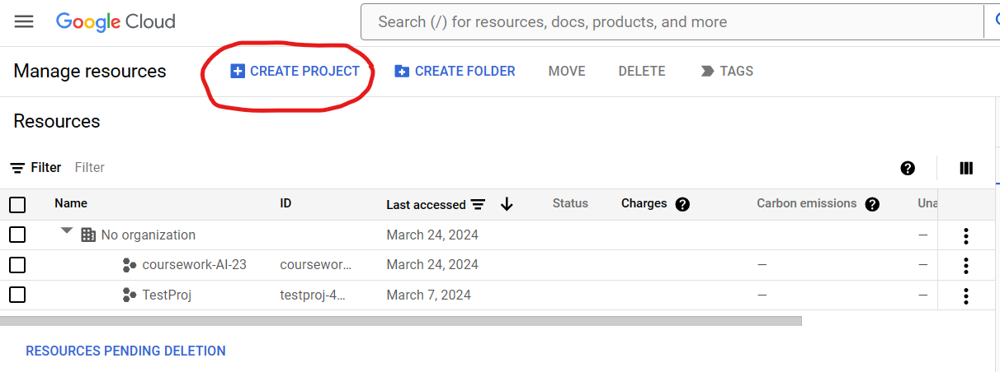 Google Cloud
Search (/) for resources, docs, products, and more
Manage resources
CREATE PROJECT
CREATE FOLDER
MOVE
DELETE
TAGS
Resources
Filter Filter
Name ID Last accessed Status Charges Carbon emissions Una
No organization March 24, 2024 —
coursework-AI-23 coursewor... March 24, 2024 — —
TestProj testproj-4... March 7, 2024 — —
RESOURCES PENDING DELETION